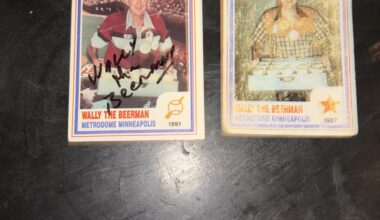 Wally
the
Beerman
WALLY THE BEERMAN
METRODOME MINNEAPOLIS
1991
WALLY THE BEERMAN
METRODOME MINNEAPOLIS
1987